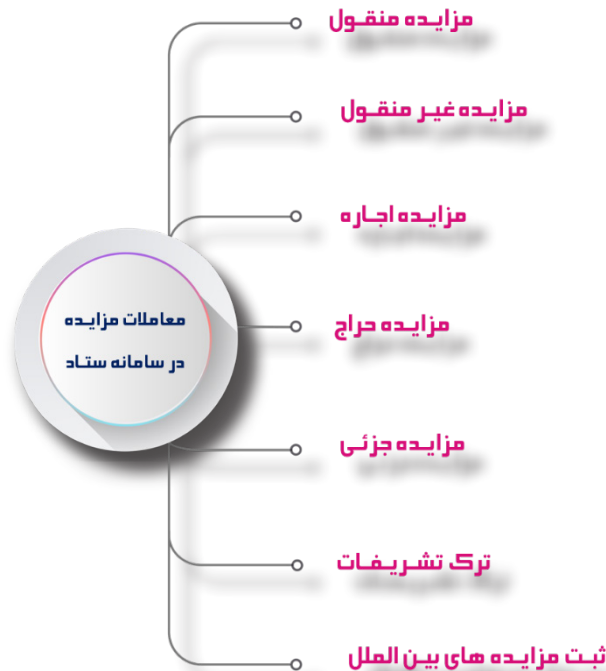 مزایده منقول
مزایده غیر منقول
مزایده اجاره
معاملات مزایده
در سامانه ستاد
مزایده حراج
مزایده جزئی
ترک تشریفات
ثبت مزایده های بین الملل